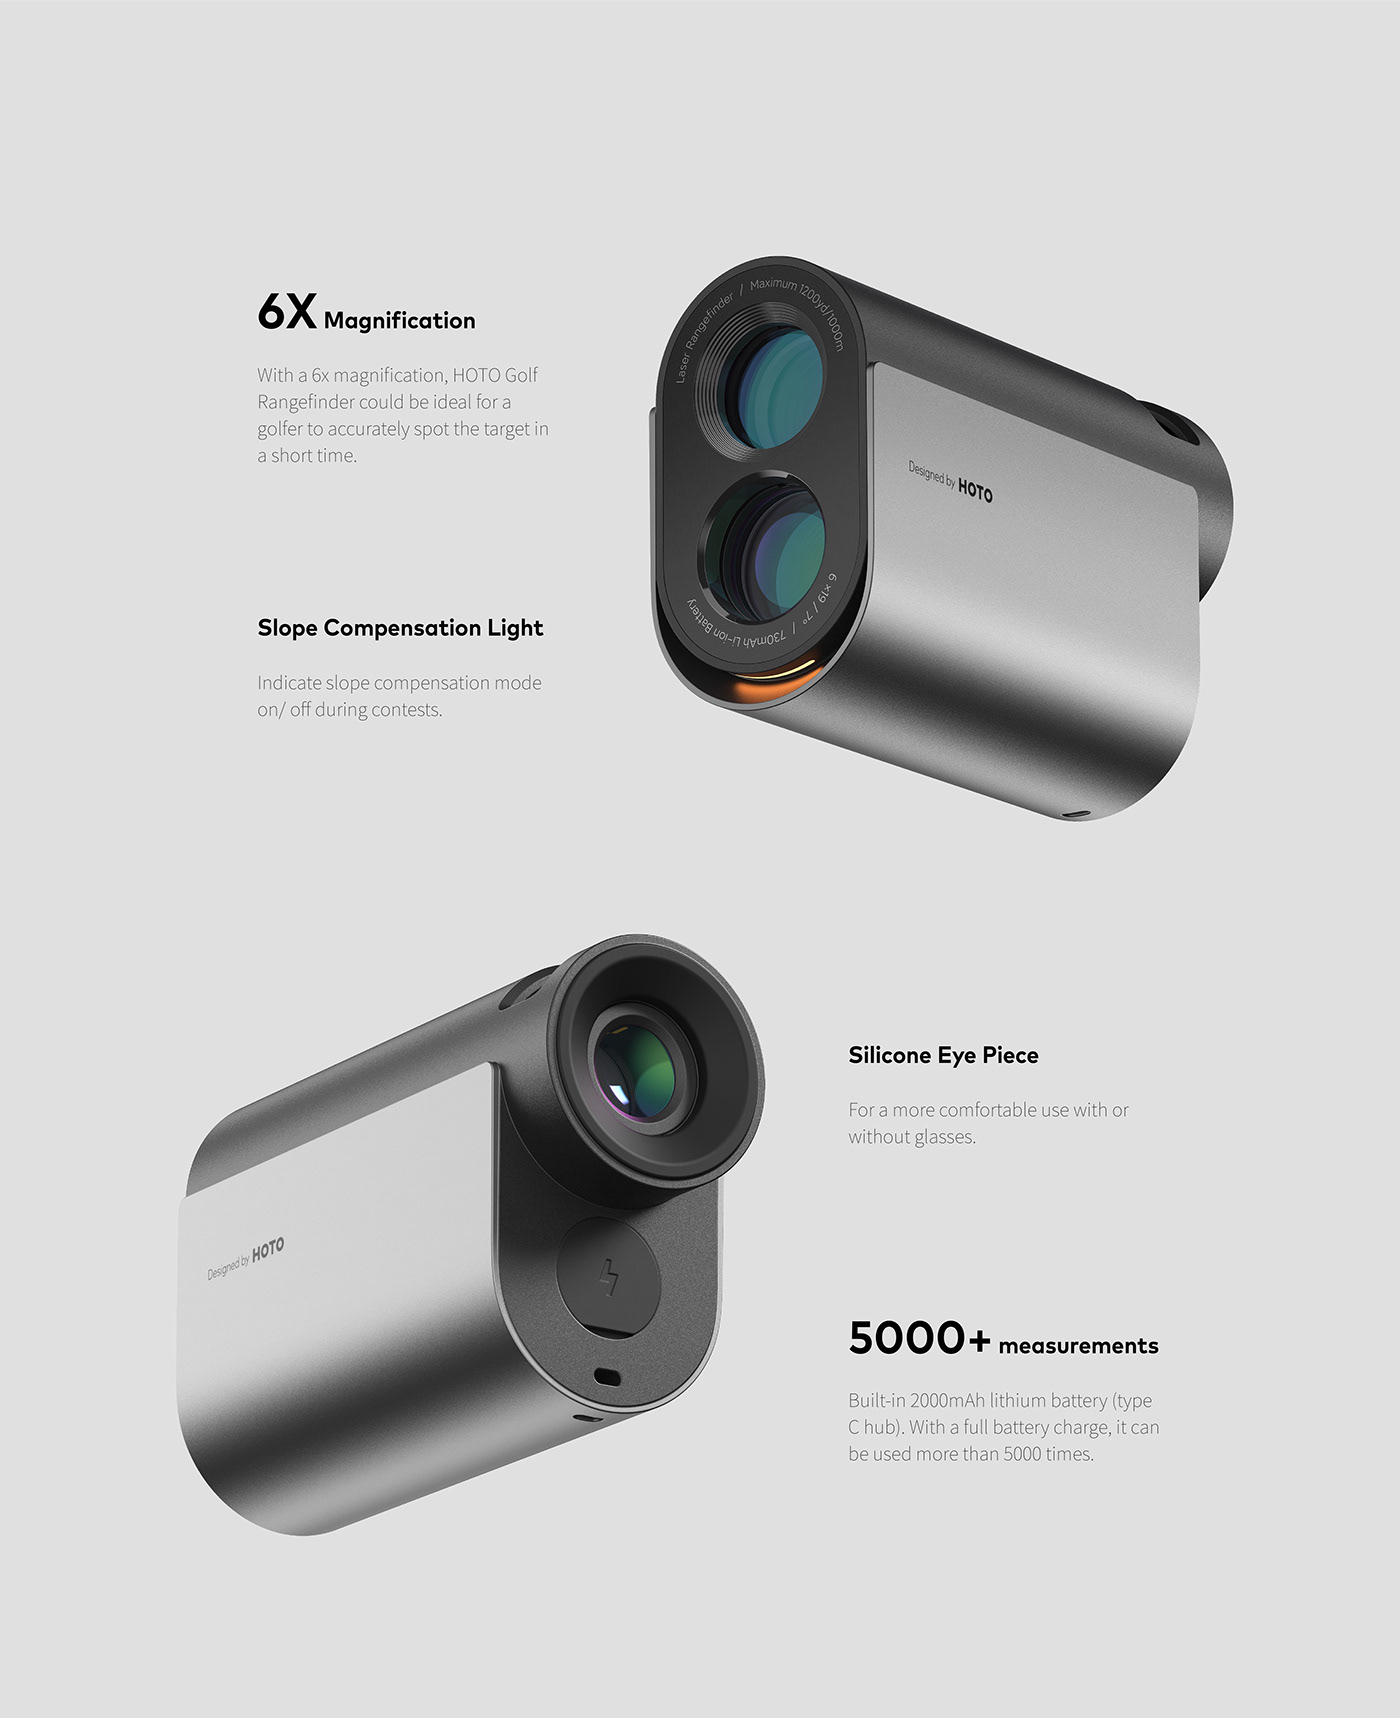 6X Magnification
With a 6x magnification, HOTO Golf
Rangefinder could be ideal for a
golfer to accurately spot the target in
a short time.
Laser Rangefinder / Maximum 1200yd/1000m
6 x19 / 7° / 730mAh Li-ion Battery
Designed by HOTO
Slope Compensation Light
Indicate slope compensation mode
on/ off during contests.
Silicone Eye Piece
For a more comfortable use with or
without glasses.
Designed by HOTO
5000+ measurements
Built-in 2000mAh lithium battery (type
C hub). With a full battery charge, it can
be used more than 5000 times.